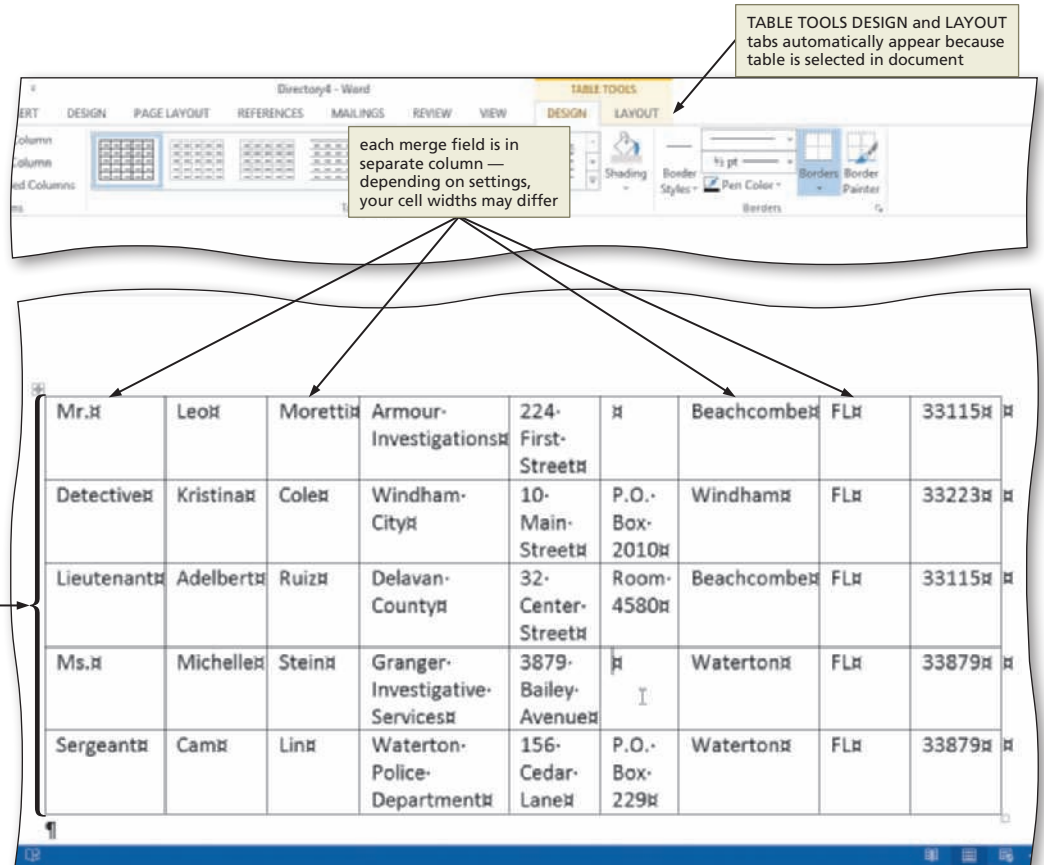 TABLE TOOLS DESIGN and LAYOUT
tabs automatically appear because
table is selected in document
Directory4 - Word
TABLE TOOLS
ERT DESIGN PAGE LAYOUT REFERENCES MAILINGS REVIEW VIEW DESIGN LAYOUT
olumn
olumn
ed Columns
each merge field is in
separate column —
depending on settings,
your cell widths may differ
Shading
Border
Styles
½ pt
Pen Color
Borders
Border
Painter
Borders
Mr.¤ Leo¤ Moretti¤ Armour·
Investigations¤ 224·
First·
Street¤ ¤ Beachcombe¤ FL¤ 33115¤ ¤
Detective¤ Kristina¤ Cole¤ Windham·
City¤ 10·
Main·
Street¤ P.O.·
Box·
2010¤ Windham¤ FL¤ 33223¤ ¤
Lieutenant¤ Adelbert¤ Ruiz¤ Delavan·
County¤ 32·
Center·
Street¤ Room·
4580¤ Beachcombe¤ FL¤ 33115¤ ¤
Ms.¤ Michelle¤ Stein¤ Granger·
Investigative·
Services¤ 3879·
Bailey·
Avenue¤ ¤ Waterton¤ FL¤ 33879¤ ¤
Sergeant¤ Cam¤ Lin¤ Waterton·
Police·
Department¤ 156·
Cedar·
Lane¤ P.O.·
Box·
229¤ Waterton¤ FL¤ 33879¤ ¤
¶